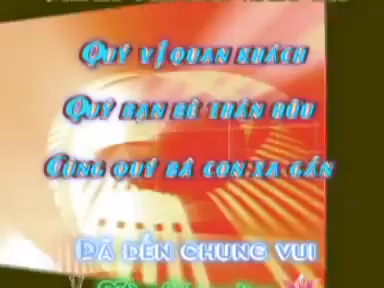 Quý vị quan khách
Quý bạn bè thân hữu
Cùng quý bà con xa gần
Đã đến chung vui